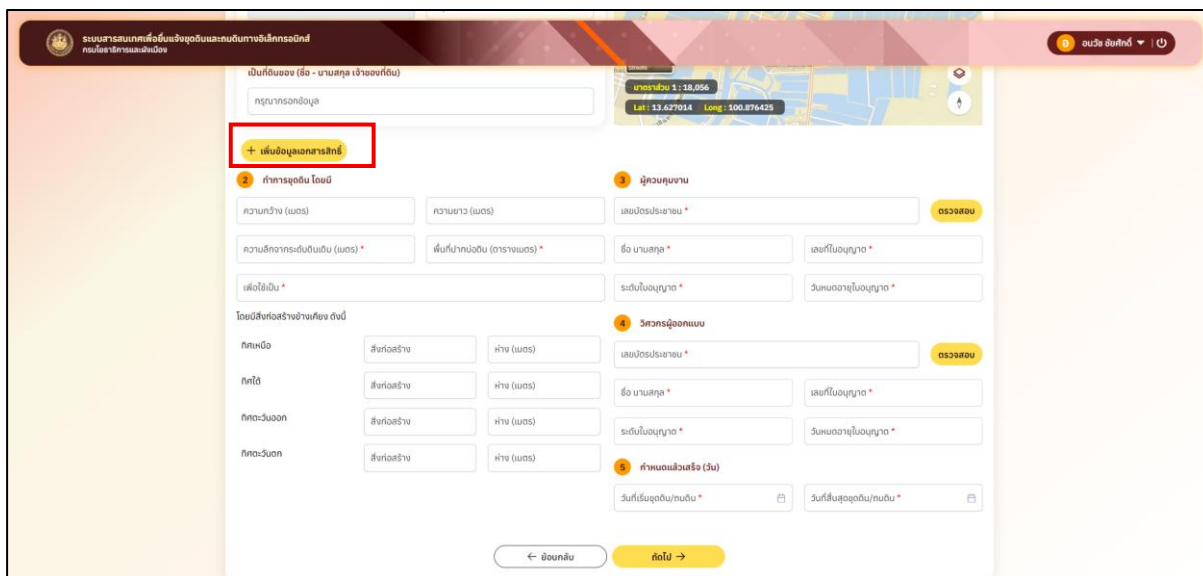 ระบบสารสนเทศเพื่อยื่นแจ้งขุดดินและถมดินทางอิเล็กทรอนิกส์
กรมโยธาธิการและผังเมือง
อ อนวัช ชัยศักดิ์
เป็นที่ดินของ (ชื่อ - นามสกุล เจ้าของที่ดิน)
กรุณากรอกข้อมูล
มาตราส่วน 1 : 18,056
Lat : 13.627014 Long : 100.876425
+ เพิ่มข้อมูลเอกสารสิทธิ์
2 ทำการขุดดิน โดยมี
ความกว้าง (เมตร) ความยาว (เมตร)
ความลึกจากระดับดินเดิม (เมตร) * พื้นที่ปากบ่อดิน (ตารางเมตร) *
เพื่อใช้เป็น *
โดยมีสิ่งก่อสร้างข้างเคียง ดังนี้
ทิศเหนือ สิ่งก่อสร้าง ห่าง (เมตร)
ทิศใต้ สิ่งก่อสร้าง ห่าง (เมตร)
ทิศตะวันออก สิ่งก่อสร้าง ห่าง (เมตร)
ทิศตะวันตก สิ่งก่อสร้าง ห่าง (เมตร)
3 ผู้ควบคุมงาน
เลขบัตรประชาชน * ตรวจสอบ
ชื่อ นามสกุล * เลขที่ใบอนุญาต *
ระดับใบอนุญาต * วันหมดอายุใบอนุญาต *
4 วิศวกรผู้ออกแบบ
เลขบัตรประชาชน * ตรวจสอบ
ชื่อ นามสกุล * เลขที่ใบอนุญาต *
ระดับใบอนุญาต * วันหมดอายุใบอนุญาต *
5 กำหนดแล้วเสร็จ (วัน)
วันที่เริ่มขุดดิน/ถมดิน * วันที่สิ้นสุดขุดดิน/ถมดิน *
← ย้อนกลับ ถัดไป →